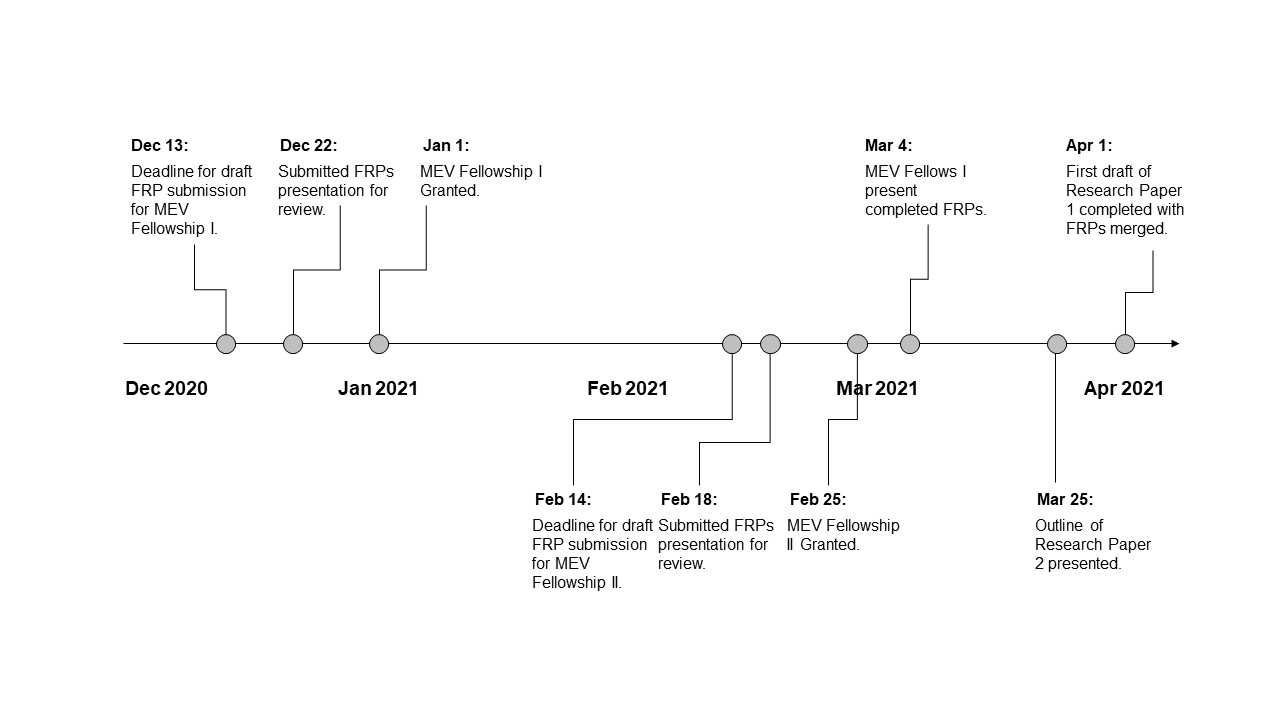 Dec 13:
Deadline for draft
FRP submission
for MEV
Fellowship I.
Dec 22:
Submitted FRPs
presentation for
review.
Jan 1:
MEV Fellowship I
Granted.
Mar 4:
MEV Fellows I
present
completed FRPs.
Apr 1:
First draft of
Research Paper
1 completed with
FRPs merged.
Dec 2020
Jan 2021
Feb 2021
Mar 2021
Apr 2021
Feb 14:
Deadline for draft
FRP submission
for MEV
Fellowship II.
Feb 18:
Submitted FRPs
presentation for
review.
Feb 25:
MEV Fellowship
II Granted.
Mar 25:
Outline of
Research Paper
2 presented.